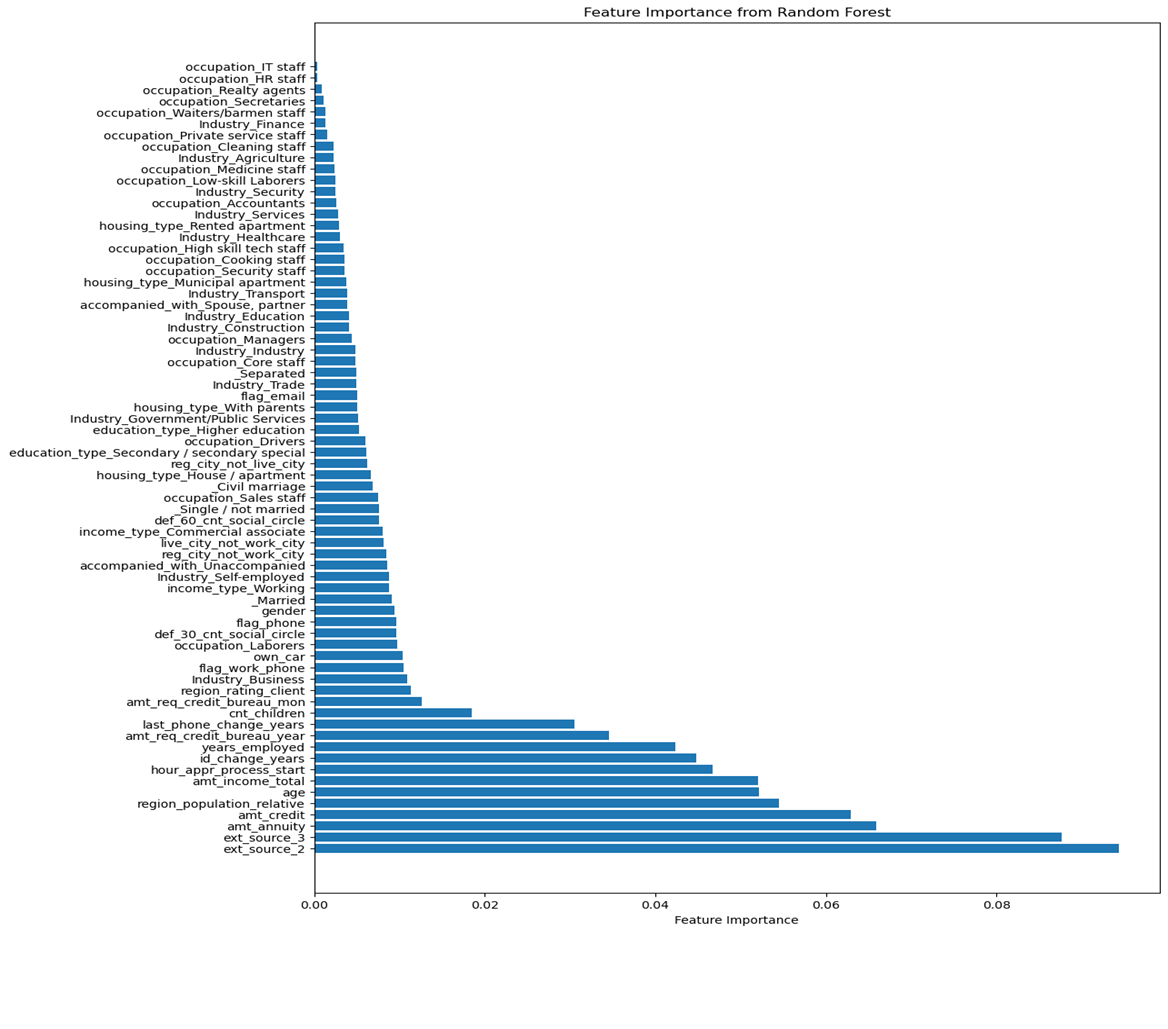 Feature Importance from Random Forest
occupation_IT staff
occupation_HR staff
occupation_Realty agents
occupation_Secretaries
occupation_Waiters/barmen staff
Industry_Finance
occupation_Private service staff
occupation_Cleaning staff
Industry_Agriculture
occupation_Medicine staff
occupation_Low-skill Laborers
Industry_Security
occupation_Accountants
Industry_Services
housing_type_Rented apartment
Industry_Healthcare
occupation_High skill tech staff
occupation_Cooking staff
occupation_Security staff
housing_type_Municipal apartment
Industry_Transport
accompanied_with_Spouse, partner
Industry_Education
Industry_Construction
occupation_Managers
Industry_Industry
occupation_Core staff
_Separated
Industry_Trade
flag_email
housing_type_With parents
Industry_Government/Public Services
education_type_Higher education
occupation_Drivers
education_type_Secondary / secondary special
reg_city_not_live_city
housing_type_House / apartment
_Civil marriage
occupation_Sales staff
_Single / not married
def_60_cnt_social_circle
income_type_Commercial associate
live_city_not_work_city
reg_city_not_work_city
accompanied_with_Unaccompanied
Industry_Self-employed
income_type_Working
_Married
gender
flag_phone
def_30_cnt_social_circle
occupation_Laborers
own_car
flag_work_phone
Industry_Business
region_rating_client
amt_req_credit_bureau_mon
cnt_children
last_phone_change_years
amt_req_credit_bureau_year
years_employed
id_change_years
hour_appr_process_start
amt_income_total
age
region_population_relative
amt_credit
amt_annuity
ext_source_3
ext_source_2
0.00 0.02 0.04 0.06 0.08
Feature Importance